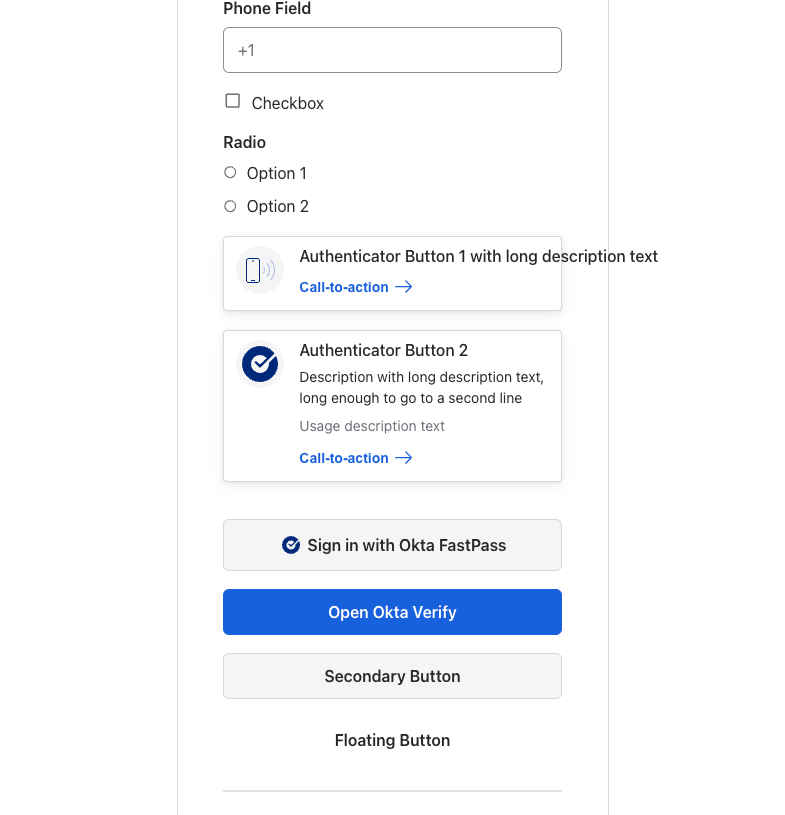 Phone Field
+1
Checkbox
Radio
Option 1
Option 2
Authenticator Button 1 with long description text
Call-to-action
Authenticator Button 2
Description with long description text,
long enough to go to a second line
Usage description text
Call-to-action
Sign in with Okta FastPass
Open Okta Verify
Secondary Button
Floating Button